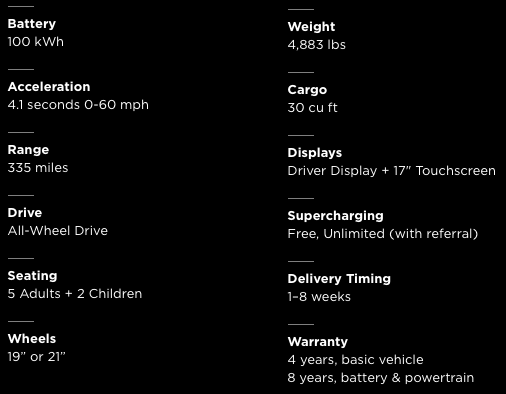 Battery
100 kWh
Acceleration
4.1 seconds 0-60 mph
Range
335 miles
Drive
All-Wheel Drive
Seating
5 Adults + 2 Children
Wheels
19” or 21”
Weight
4,883 lbs
Cargo
30 cu ft
Displays
Driver Display + 17" Touchscreen
Supercharging
Free, Unlimited (with referral)
Delivery Timing
1–8 weeks
Warranty
4 years, basic vehicle
8 years, battery & powertrain